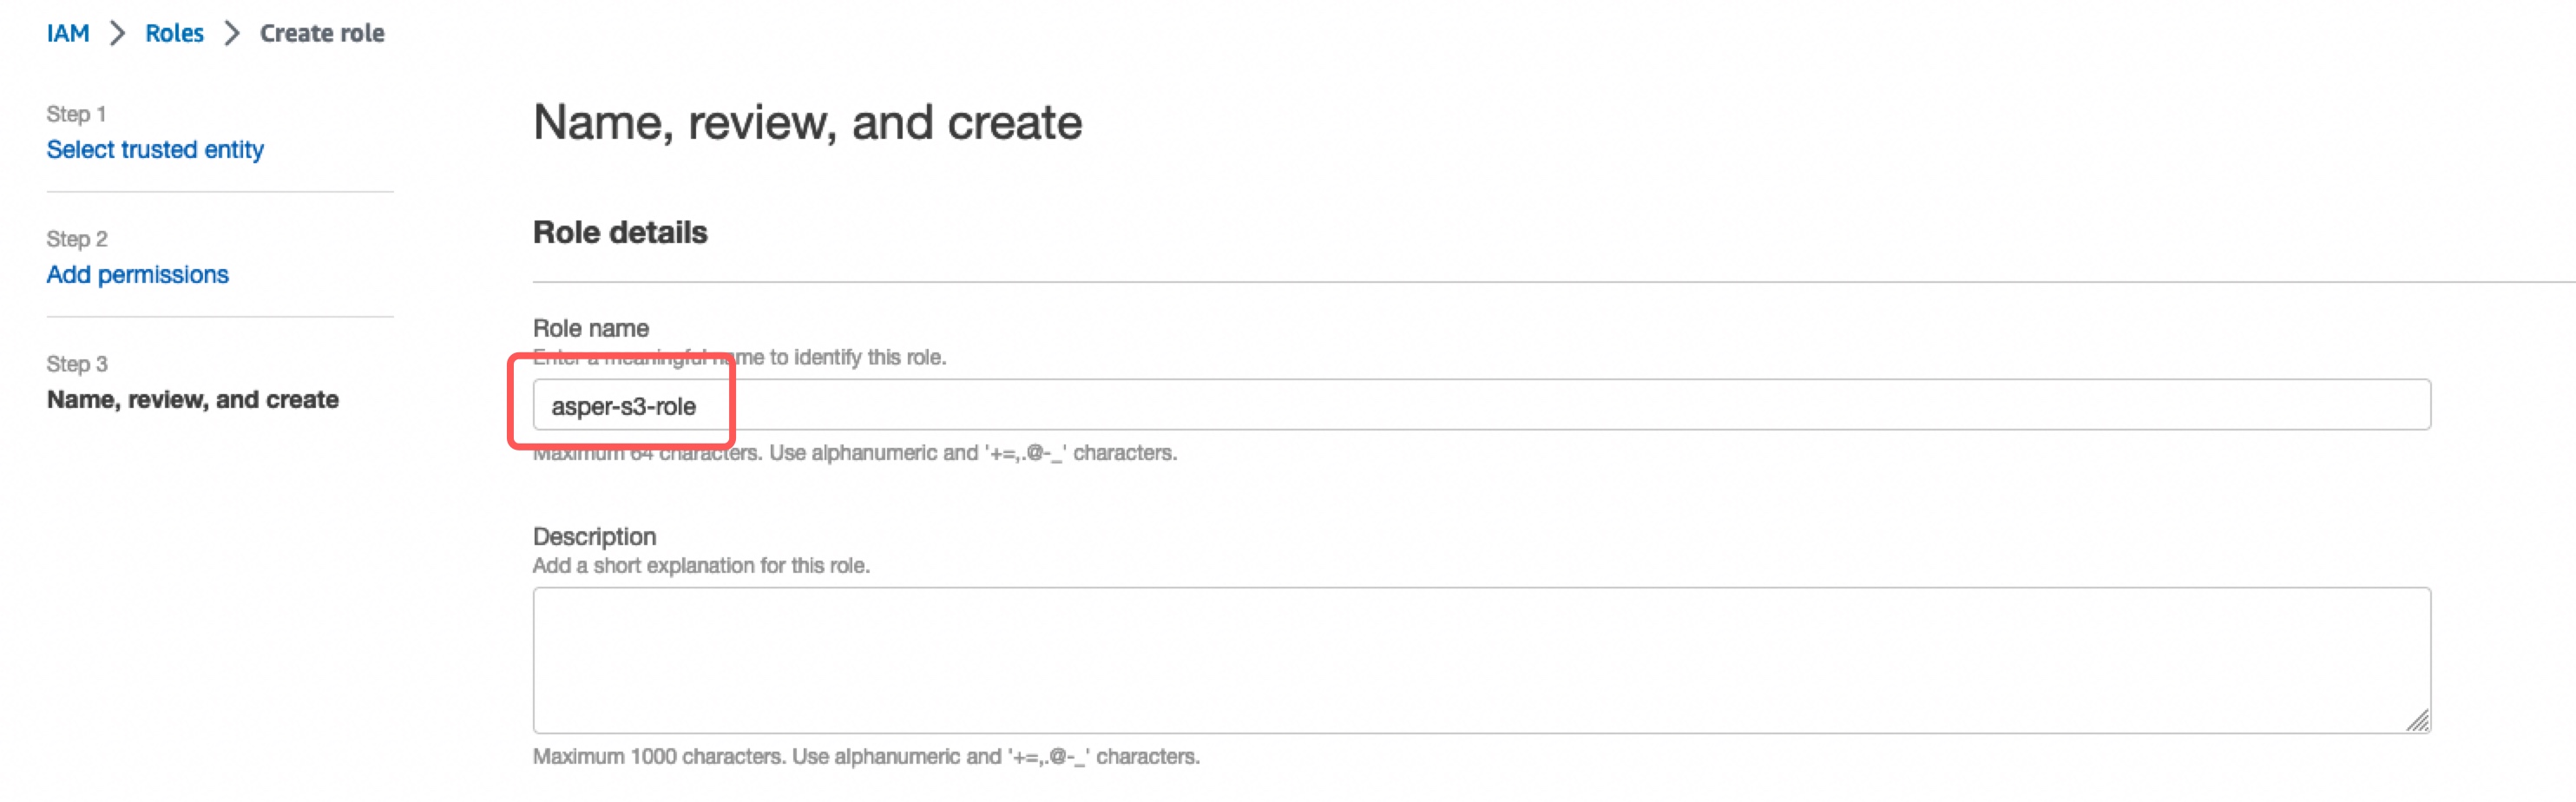 IAM > Roles > Create role
Step 1
Select trusted entity
Step 2
Add permissions
Step 3
Name, review, and create
Name, review, and create
Role details
Role name
Enter a meaningful name to identify this role.
asper-s3-role
Maximum 64 characters. Use alphanumeric and '+=,.@-_' characters.
Description
Add a short explanation for this role.
Maximum 1000 characters. Use alphanumeric and '+=,.@-_' characters.